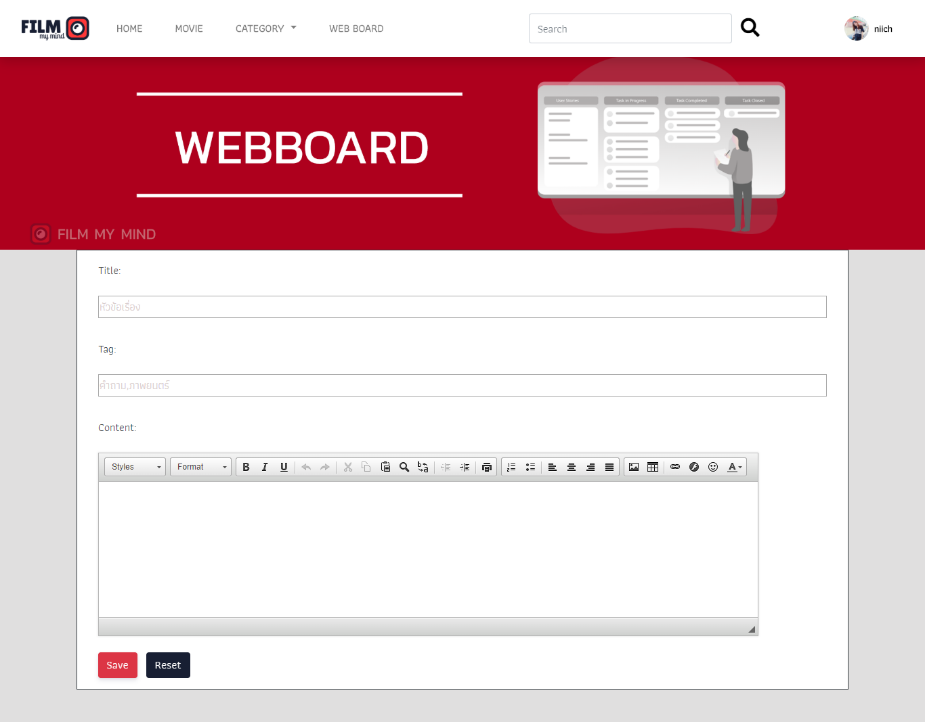 FILM
my mind
HOME MOVIE CATEGORY WEB BOARD Search niich
WEBBOARD
User Stories Task in Progress Task Completed Task Closed
FILM MY MIND
Title:
หัวข้อเรื่อง
Tag:
คำถาม,ภาพยนตร์
Content:
Styles Format B I U A
Save Reset